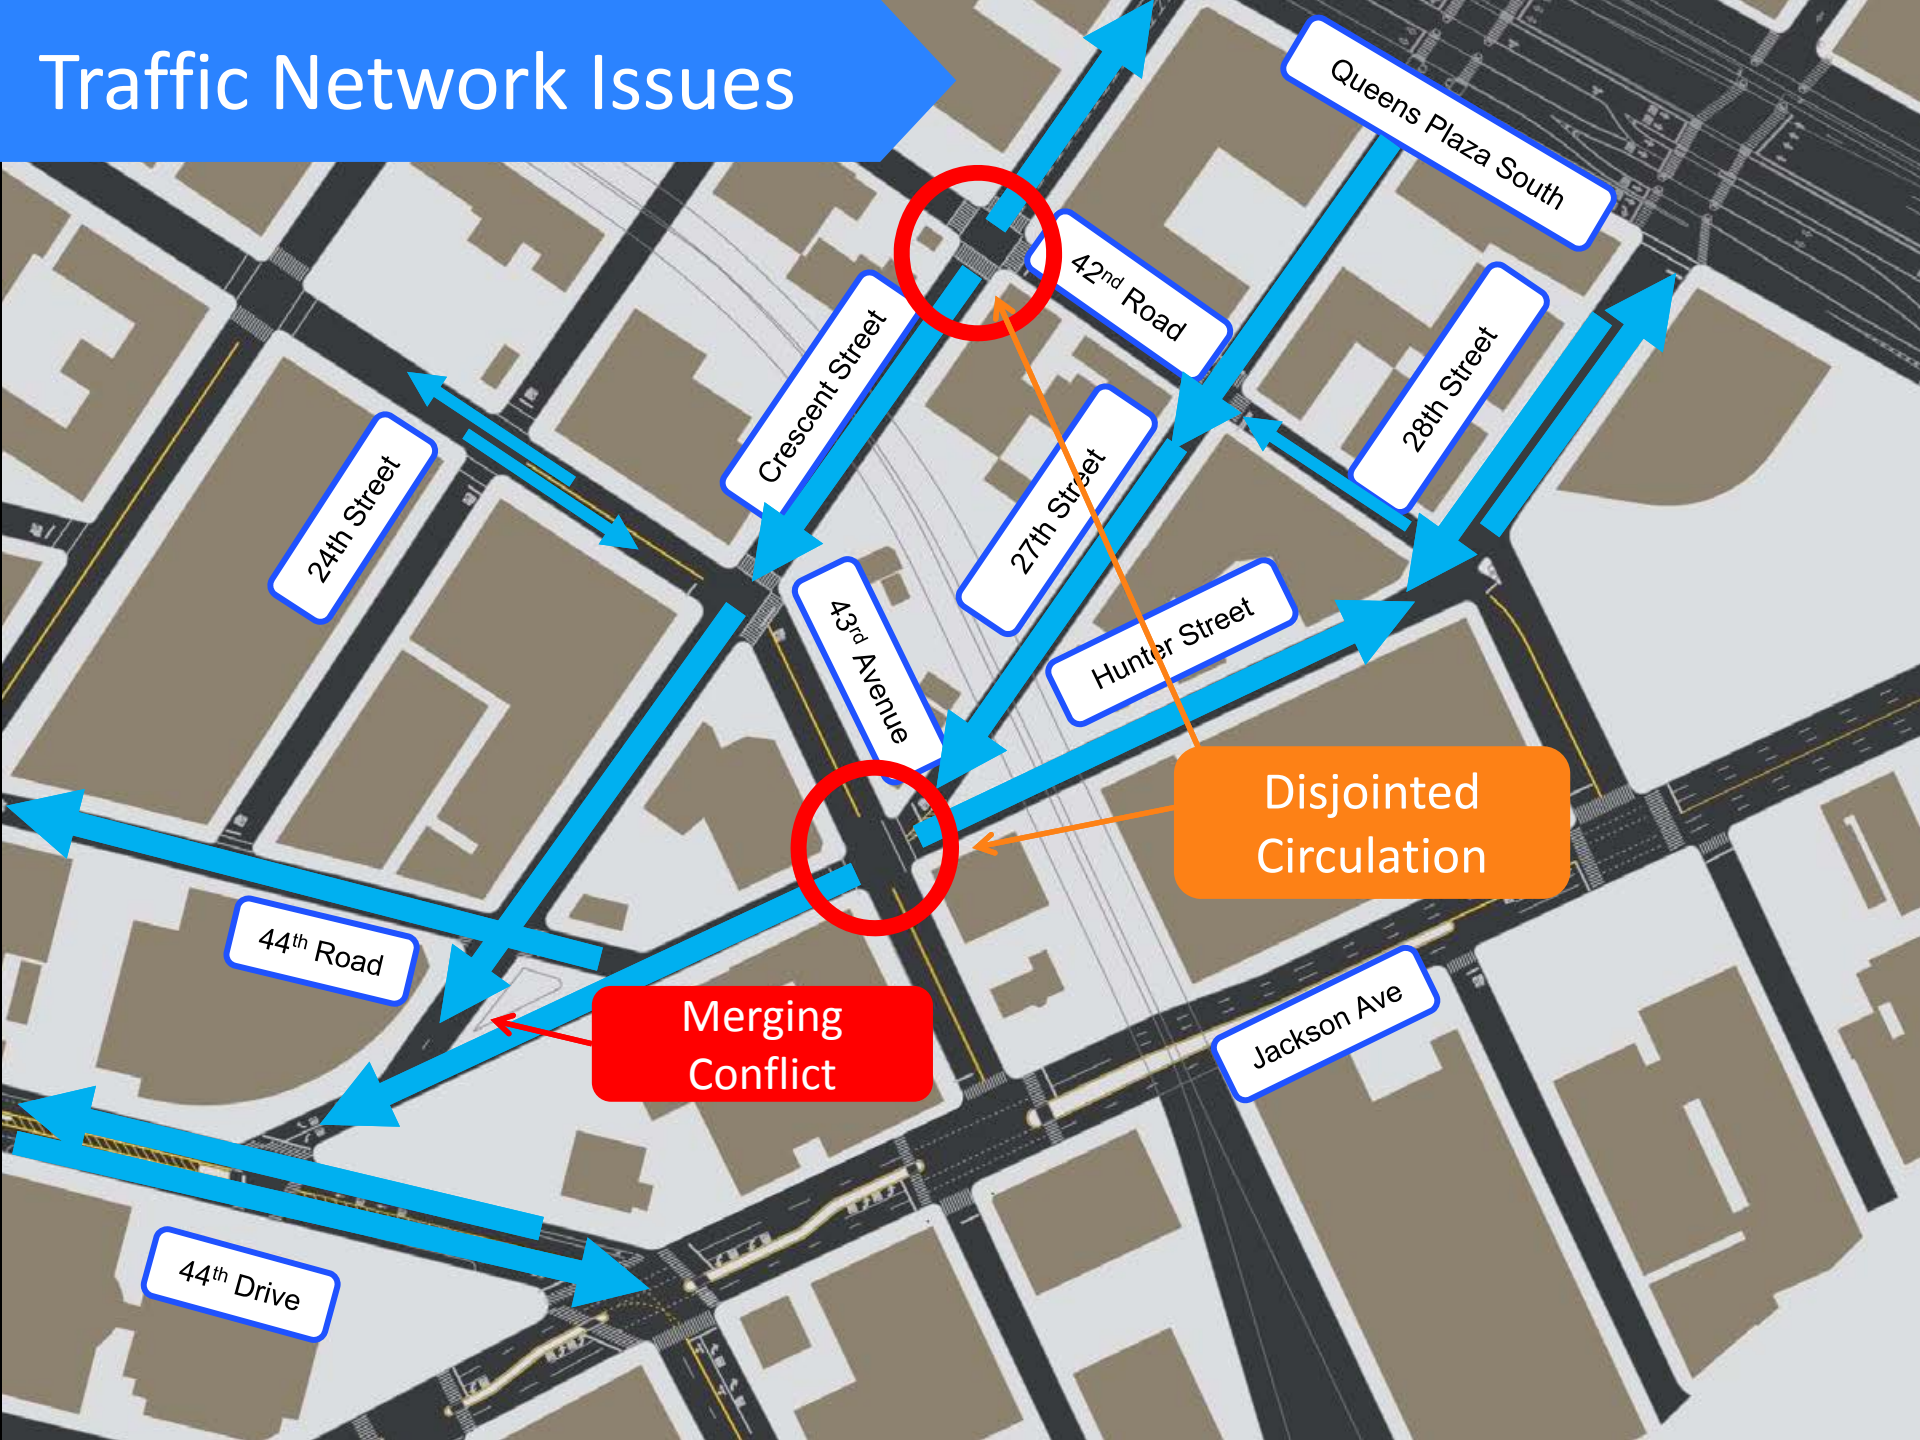 Traffic Network Issues
Queens Plaza South
42nd Road
Crescent Street
28th Street
24th Street
27th Street
43rd Avenue
Hunter Street
Disjointed
Circulation
44th Road
Merging
Conflict
Jackson Ave
44th Drive